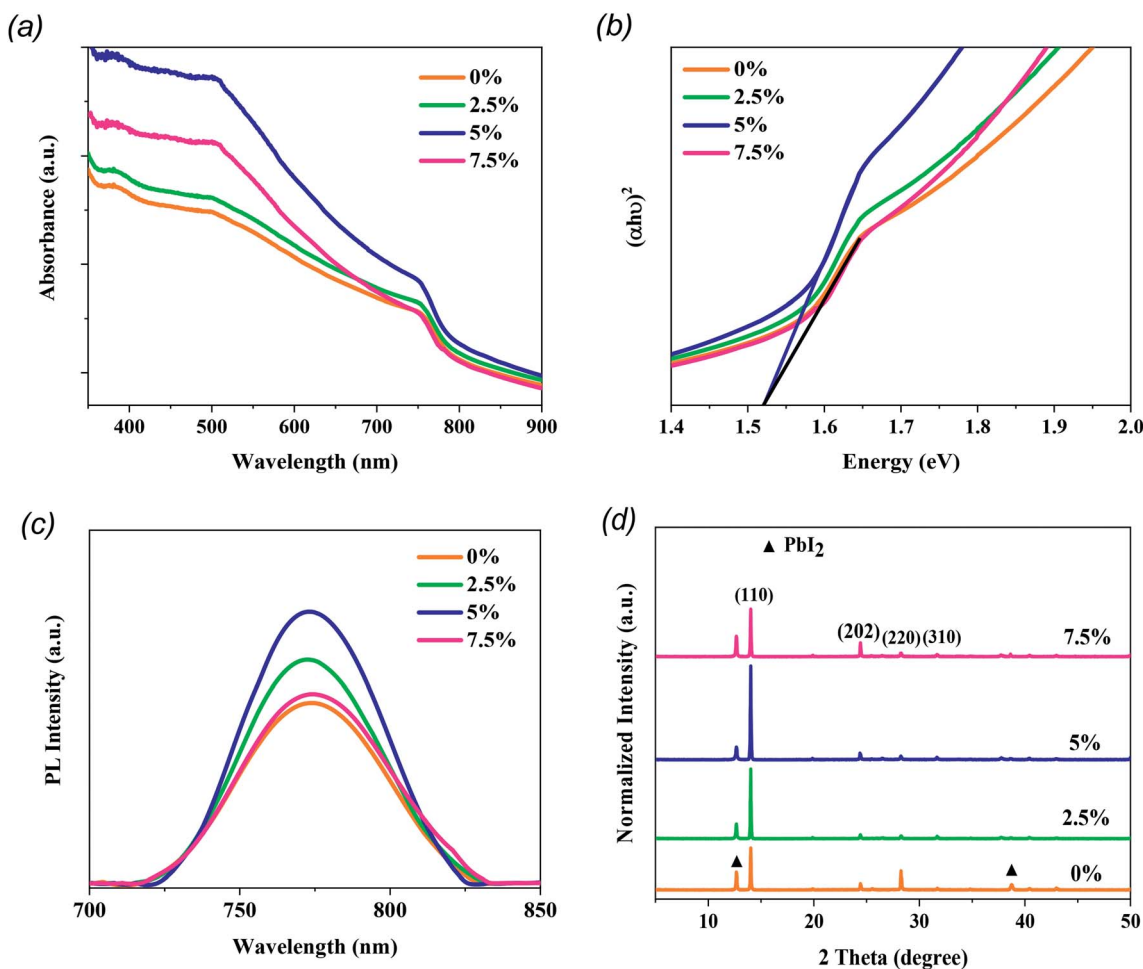 (a)
0%
2.5%
5%
7.5%
Absorbance (a.u.)
400 500 600 700 800 900
Wavelength (nm)
(b)
0%
2.5%
5%
7.5%
(αhυ)²
1.4 1.5 1.6 1.7 1.8 1.9 2.0
Energy (eV)
(c)
0%
2.5%
5%
7.5%
PL Intensity (a.u.)
700 750 800 850
Wavelength (nm)
(d)
▲ PbI₂
(110)
(202) (220) (310) 7.5%
5%
2.5%
▲ ▲ 0%
Normalized Intensity (a.u.)
10 20 30 40 50
2 Theta (degree)